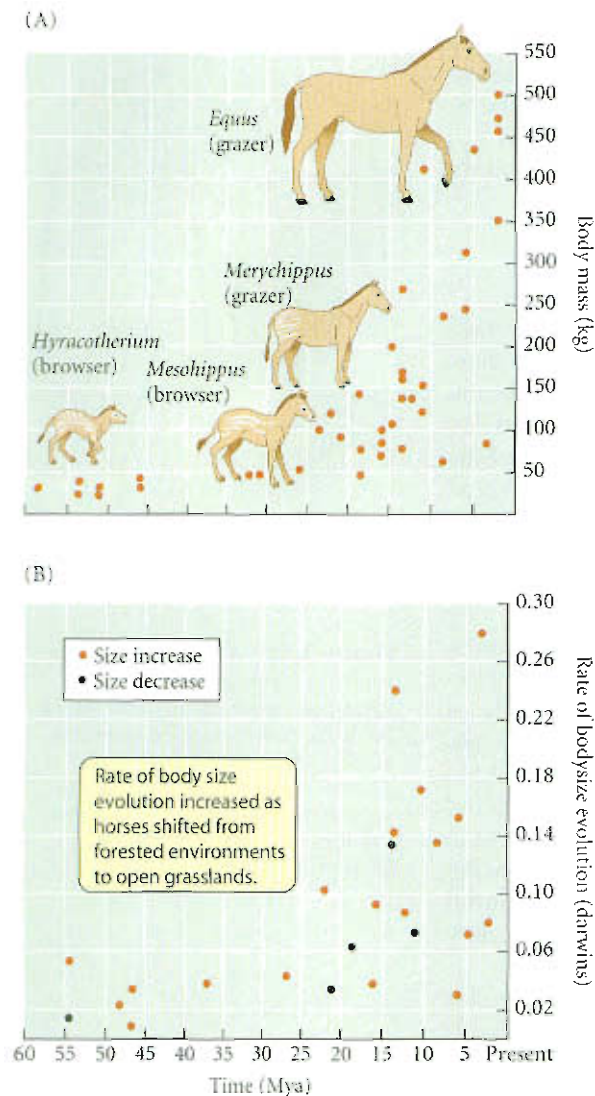 (A)
550
500
450
400
350
300
250
200
150
100
50
Body mass (kg)
Equus
(grazer)
Merychippus
(grazer)
Hyracotherium
(browser)
Mesohippus
(browser)
(B)
0.30
0.26
0.22
0.18
0.14
0.10
0.06
0.02
Rate of bodysize evolution (darwins)
Size increase
Size decrease
Rate of body size
evolution increased as
horses shifted from
forested environments
to open grasslands.
60 55 50 45 40 35 30 25 20 15 10 5 Present
Time (Mya)